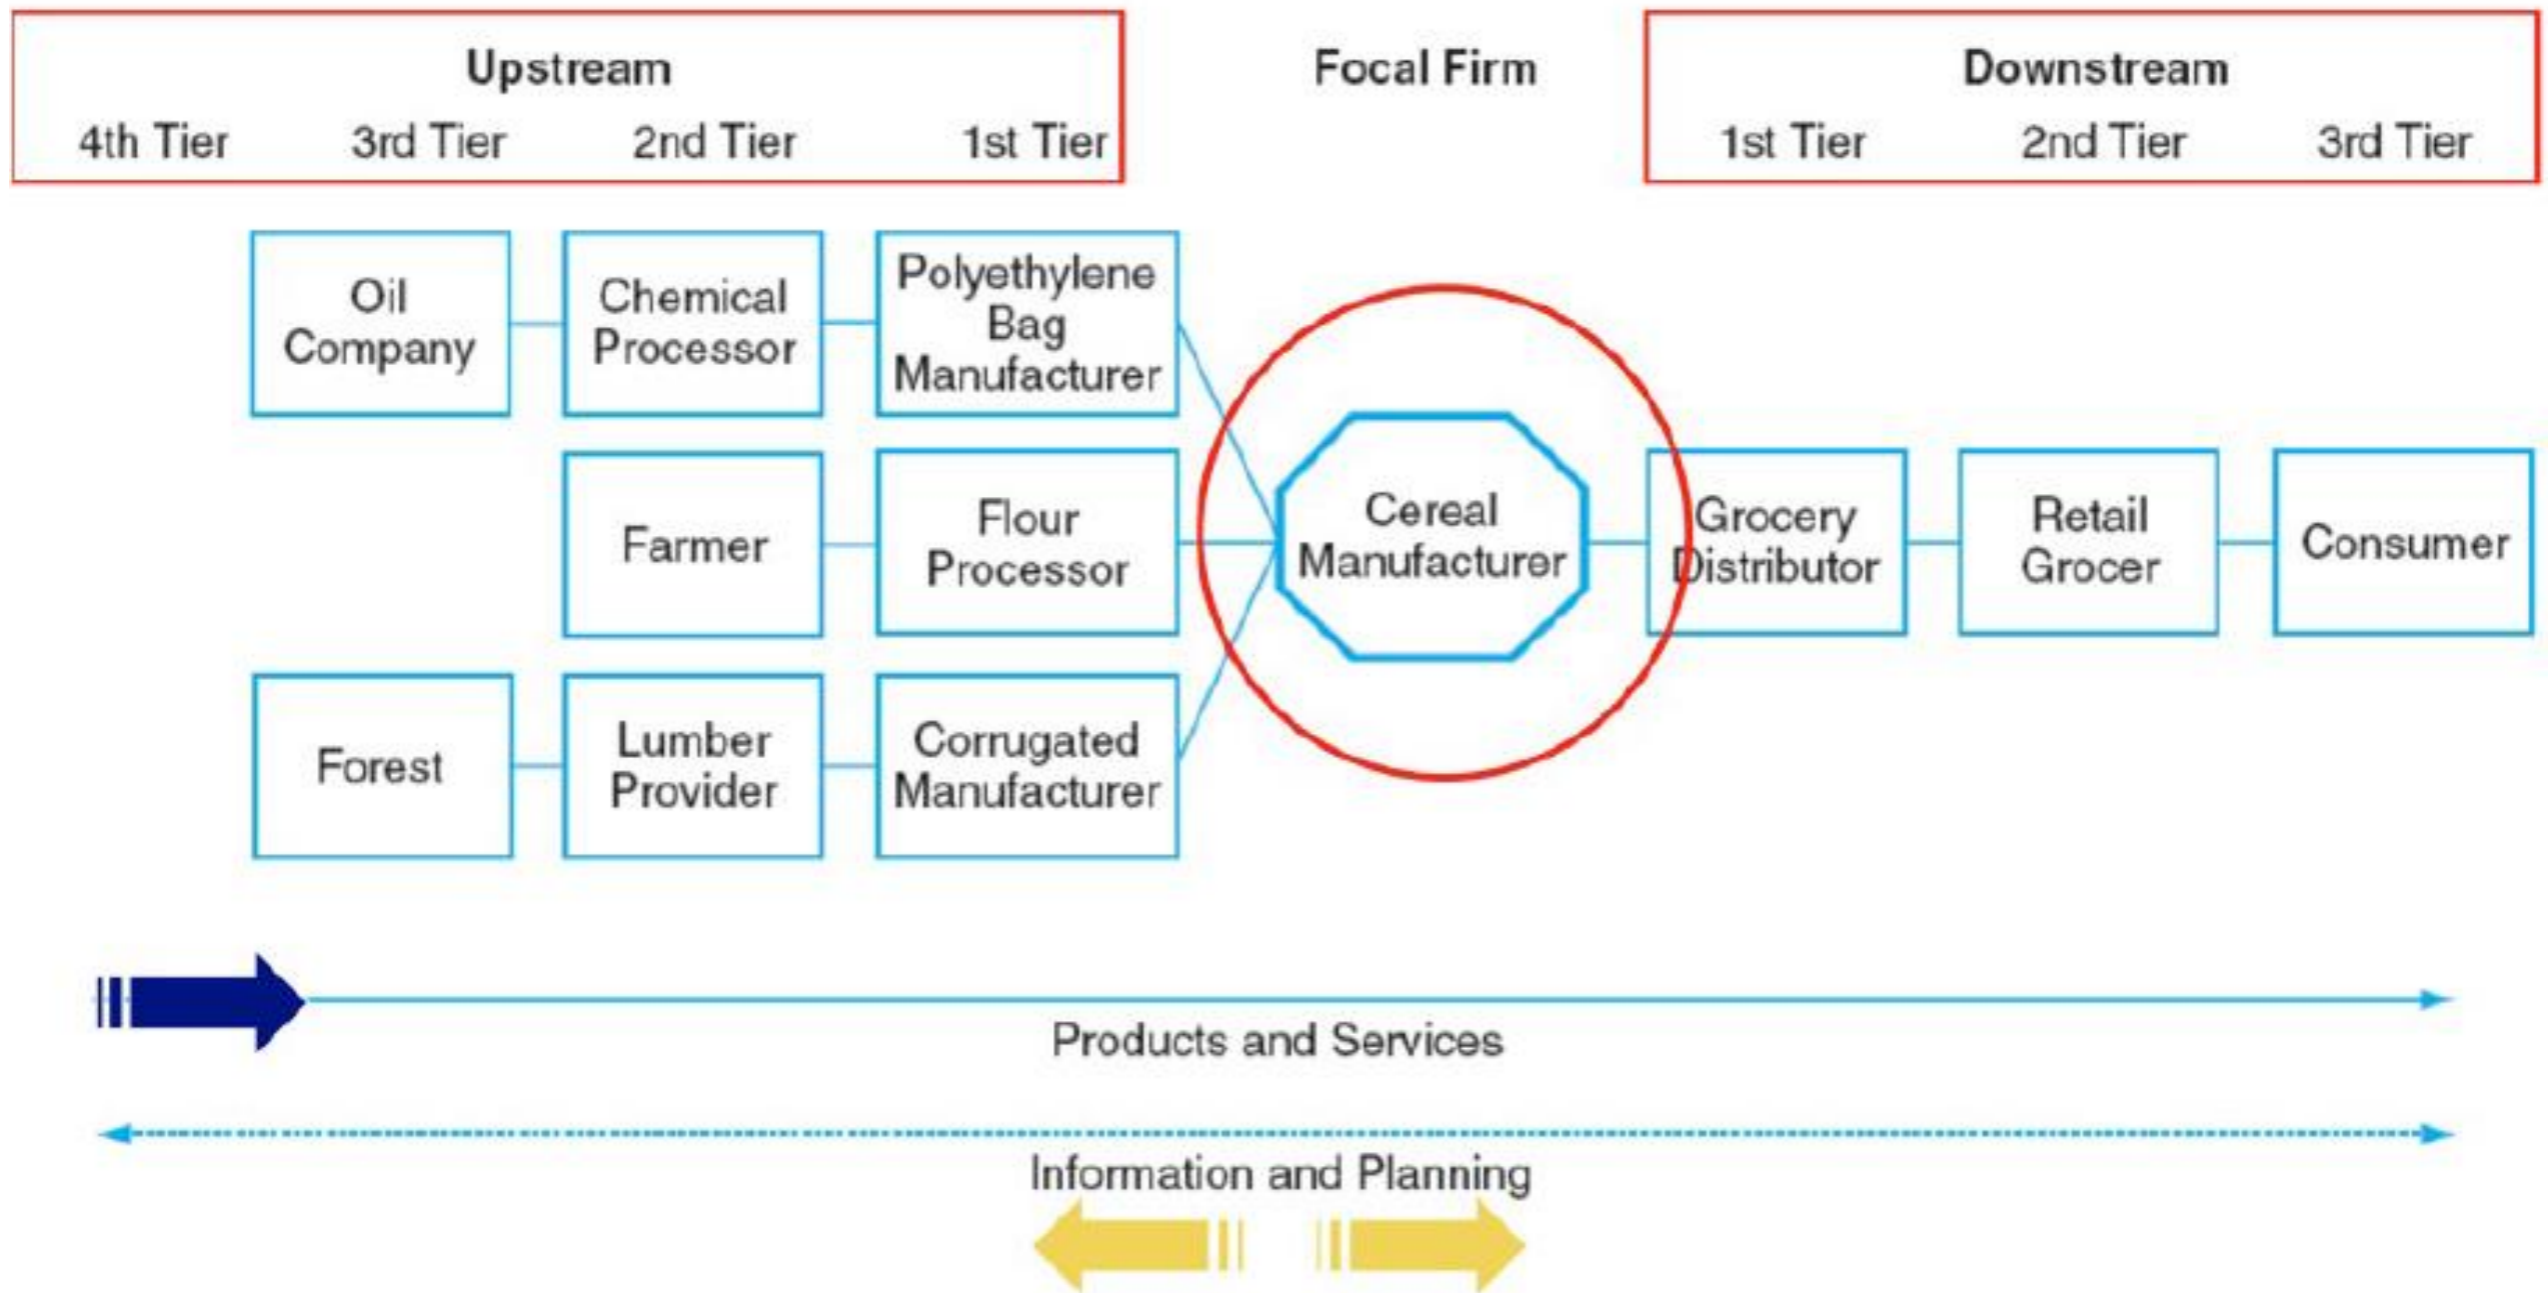 Upstream
Focal Firm
Downstream
4th Tier
3rd Tier
2nd Tier
1st Tier
1st Tier
2nd Tier
3rd Tier
Oil
Company
Chemical
Processor
Polyethylene
Bag
Manufacturer
Farmer
Flour
Processor
Cereal
Manufacturer
Grocery
Distributor
Retail
Grocer
Consumer
Forest
Lumber
Provider
Corrugated
Manufacturer
Products and Services
Information and Planning